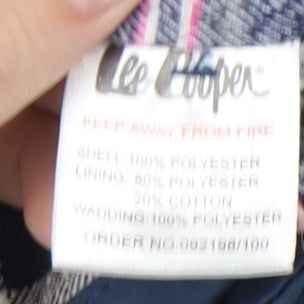 Lee Cooper
KEEP AWAY FROM FIRE
SHELL:100% POLYESTER
LINING: 80% POLYESTER
20% COTTON
WADDING:100% POLYESTER
ORDER NO:092198/100